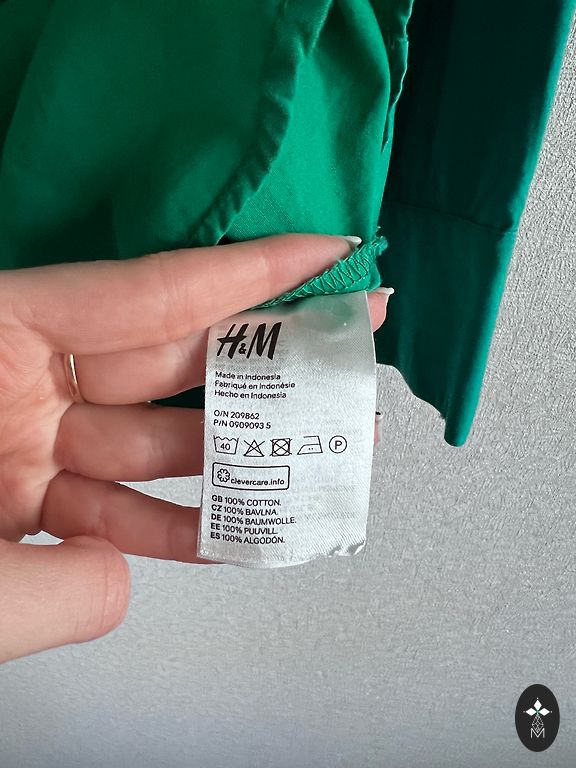 H&M
Made in Indonesia
Fabriqué en Indonésie
Hecho en Indonesia
O/N 209862
P/N 0909093 5
40 P
clevercare.info
GB 100% COTTON.
CZ 100% BAVLNA.
DE 100% BAUMWOLLE.
EE 100% PUUVILL.
ES 100% ALGODÓN.
M